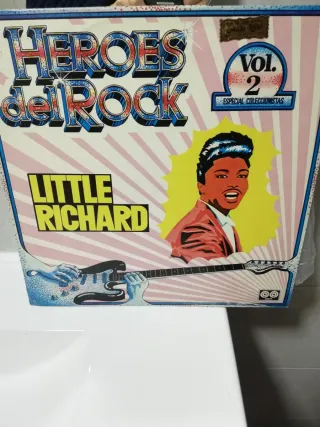 HEROES
del ROCK
Vol.
2
ESPECIAL COLECCIONISTAS
LITTLE
RICHARD